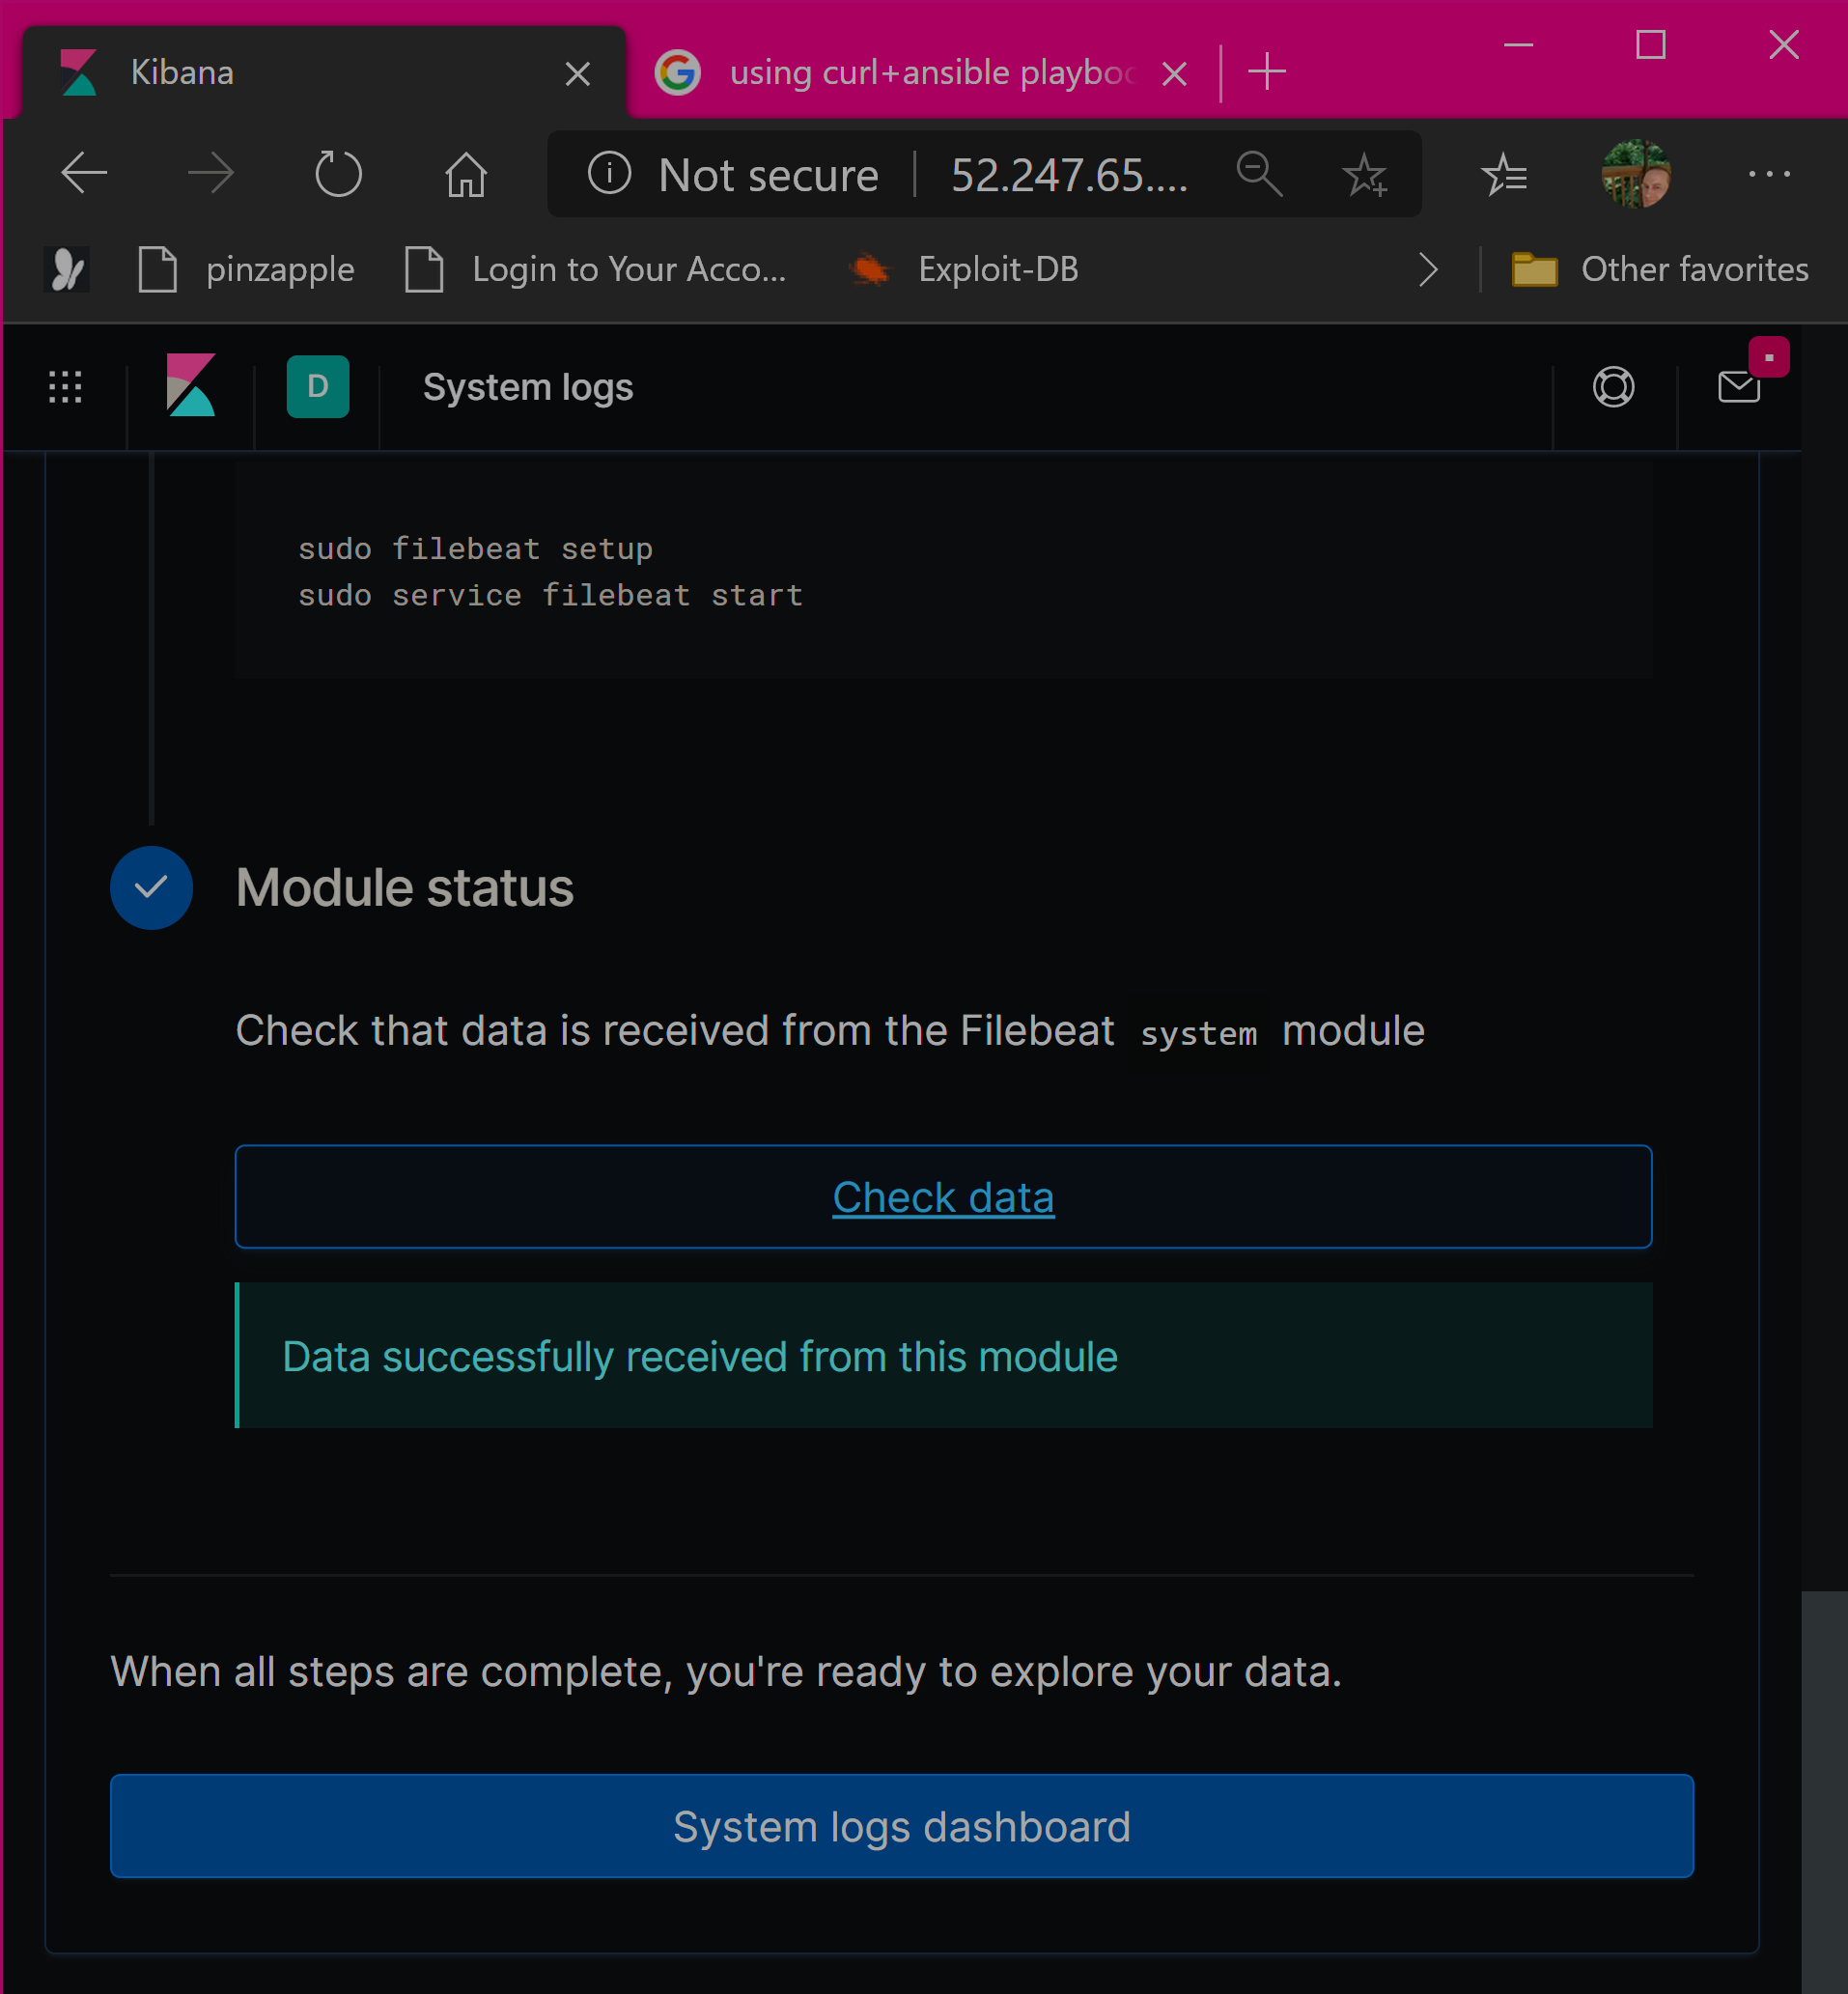 Kibana
using curl+ansible playboo
Not secure
52.247.65....
pinzapple
Login to Your Acco...
Exploit-DB
Other favorites
D
System logs
sudo filebeat setup
sudo service filebeat start
Module status
Check that data is received from the Filebeat system module
Check data
Data successfully received from this module
When all steps are complete, you're ready to explore your data.
System logs dashboard